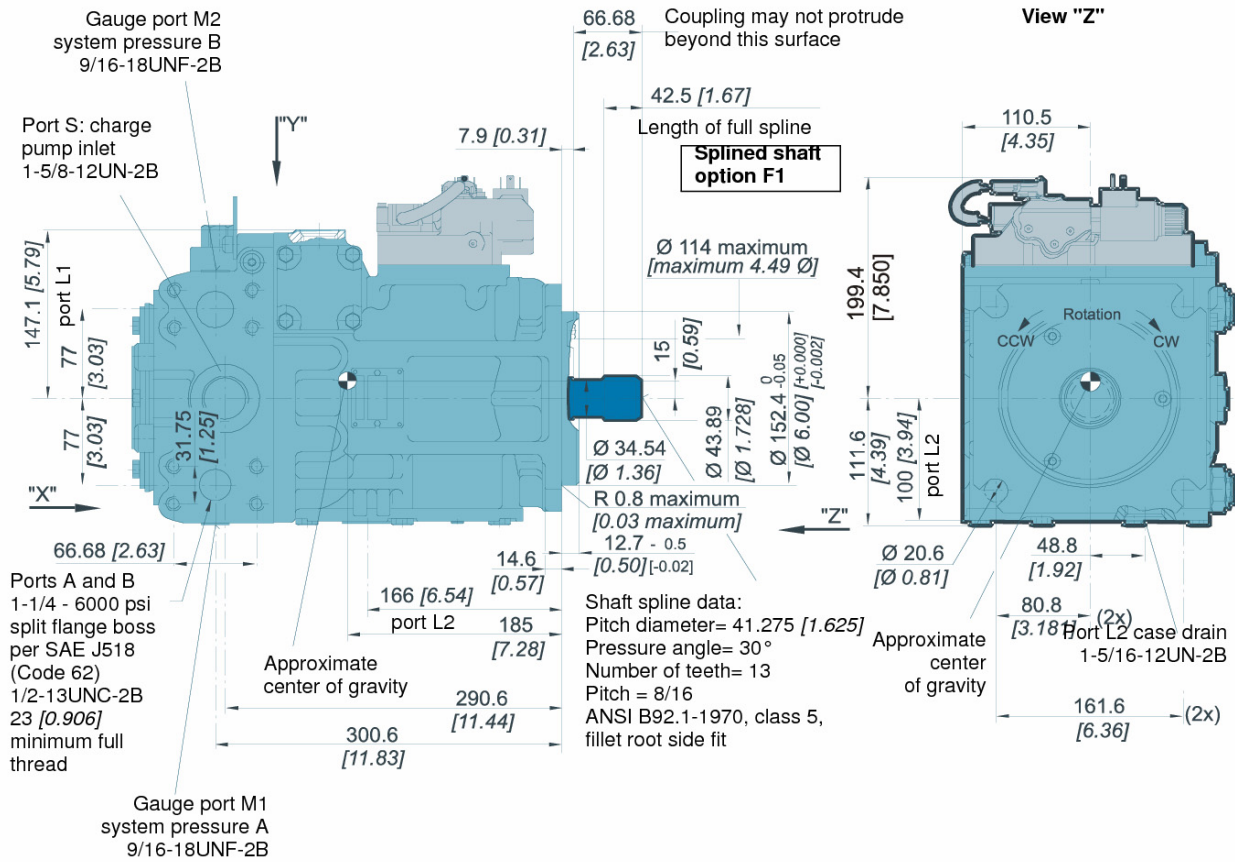 Gauge port M2
system pressure B
9/16-18UNF-2B
66.68
[2.63]
Coupling may not protrude
beyond this surface
View "Z"
Port S: charge
pump inlet
1-5/8-12UN-2B
"Y"
7.9 [0.31]
42.5 [1.67]
Length of full spline
Splined shaft
option F1
110.5
[4.35]
147.1 [5.79]
port L1
77
[3.03]
77
[3.03]
31.75
[1.25]
"X"
66.68 [2.63]
Ø 114 maximum
[maximum 4.49 Ø]
15
[0.59]
Ø 34.54
[Ø 1.36]
Ø 43.89
[Ø 1.728]
Ø 152.4 0 -0.05
[Ø 6.00] [+0.000] [-0.002]
R 0.8 maximum
[0.03 maximum]
12.7 - 0.5
[0.50] [-0.02]
"Z"
14.6
[0.57]
166 [6.54]
port L2
185
[7.28]
290.6
[11.44]
300.6
[11.83]
Approximate
center of gravity
Ports A and B
1-1/4 - 6000 psi
split flange boss
per SAE J518
(Code 62)
1/2-13UNC-2B
23 [0.906]
minimum full
thread
Gauge port M1
system pressure A
9/16-18UNF-2B
Shaft spline data:
Pitch diameter= 41.275 [1.625]
Pressure angle= 30°
Number of teeth= 13
Pitch = 8/16
ANSI B92.1-1970, class 5,
fillet root side fit
199.4
[7.850]
Rotation
CCW
CW
111.6
[4.39]
100 [3.94]
port L2
Ø 20.6
[Ø 0.81]
48.8
[1.92]
80.8
[3.181]
(2x)
Approximate
center
of gravity
Port L2 case drain
1-5/16-12UN-2B
161.6
[6.36]
(2x)